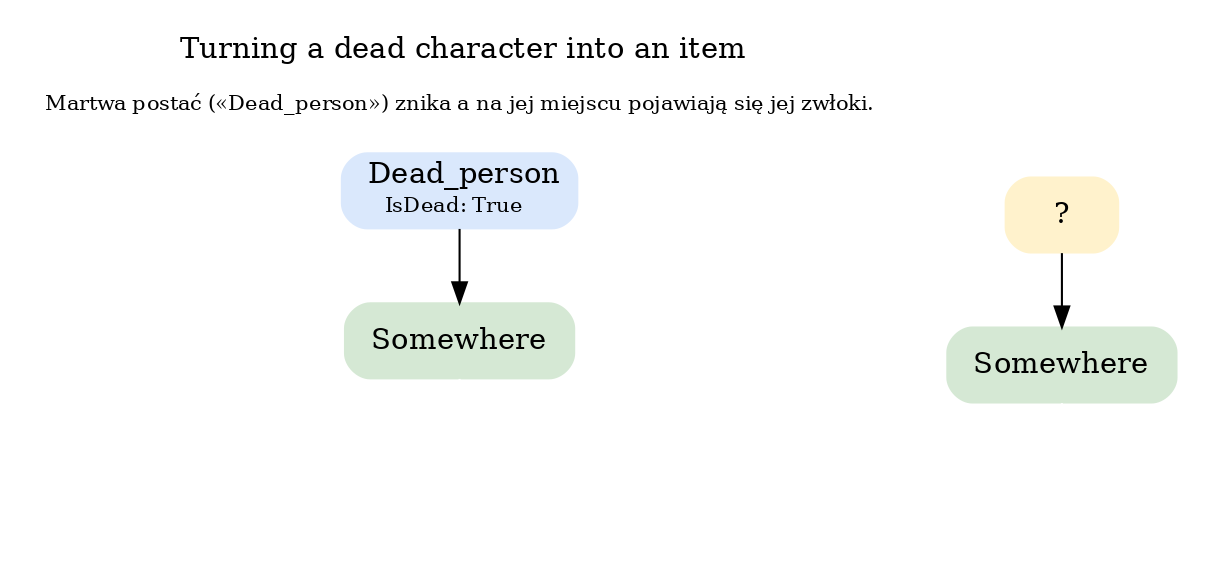 Turning a dead character into an item
Martwa postać («Dead_person») znika a na jej miejscu pojawiają się jej zwłoki.
Dead_person
IsDead: True
Somewhere
?
Somewhere